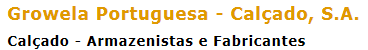 Growela Portuguesa - Calçado, S.A.
Calçado - Armazenistas e Fabricantes